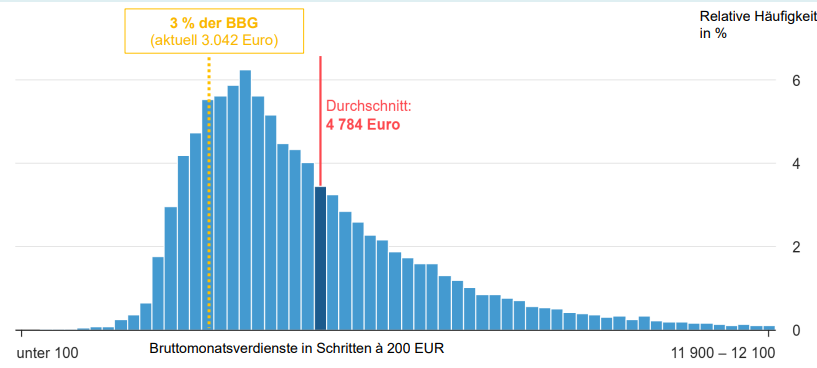 3 % der BBG
(aktuell 3.042 Euro)
Relative Häufigkeit
in %
Durchschnitt:
4 784 Euro
6
4
2
0
unter 100
Bruttomonatsverdienste in Schritten à 200 EUR
11 900 – 12 100